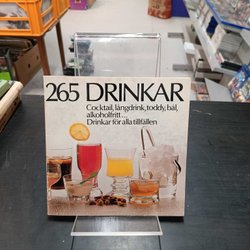 265 DRINKAR
Cocktail, långdrink, toddy, bål,
alkoholfritt...
Drinkar för alla tillfällen